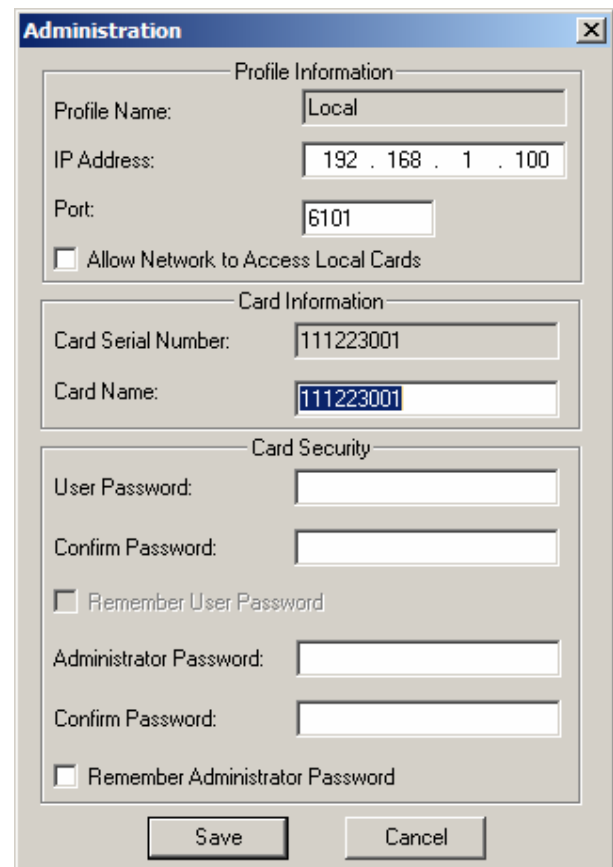 Administration
Profile Information
Profile Name: Local
IP Address: 192 . 168 . 1 . 100
Port: 6101
Allow Network to Access Local Cards
Card Information
Card Serial Number: 111223001
Card Name: 111223001
Card Security
User Password:
Confirm Password:
Remember User Password
Administrator Password:
Confirm Password:
Remember Administrator Password
Save Cancel